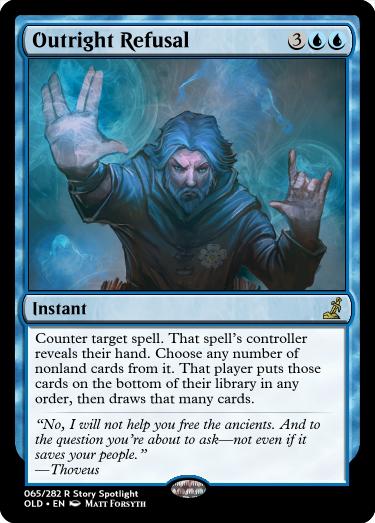 Outright Refusal 3
Instant
Counter target spell. That spell’s controller
reveals their hand. Choose any number of
nonland cards from it. That player puts those
cards on the bottom of their library in any
order, then draws that many cards.
“No, I will not help you free the ancients. And to
the question you’re about to ask—not even if it
saves your people.”
—Thoveus
065/282 R Story Spotlight
OLD • EN Matt Forsyth